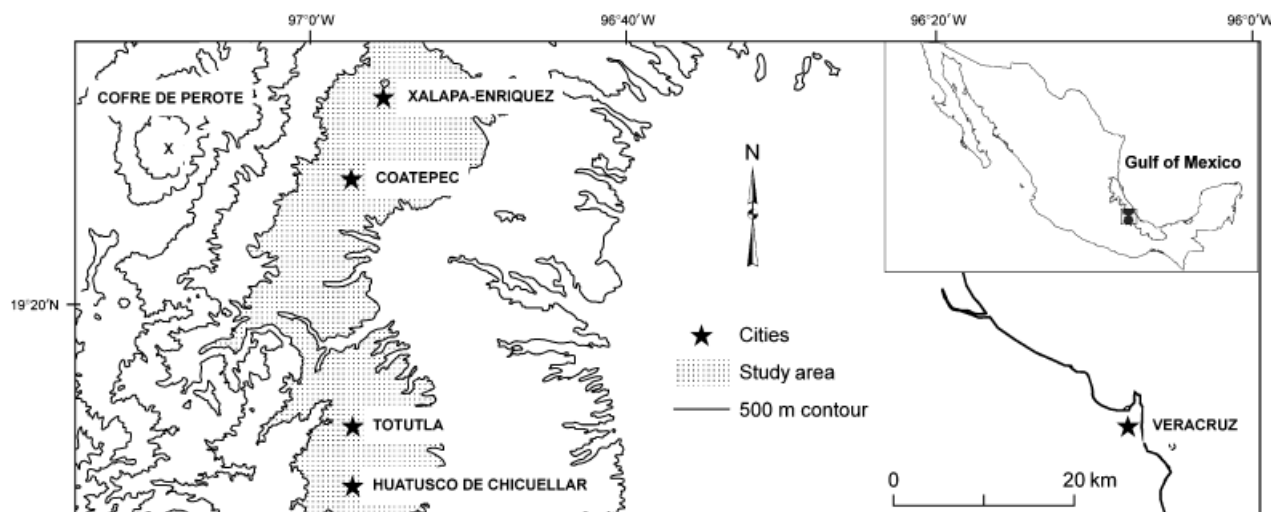 97°0'W
96°40'W
96°20'W
96°0'W
COFRE DE PEROTE
XALAPA-ENRIQUEZ
X
N
Gulf of Mexico
COATEPEC
19°20'N
Cities
Study area
500 m contour
TOTUTLA
VERACRUZ
HUATUSCO DE CHICUELLAR
0
20 km